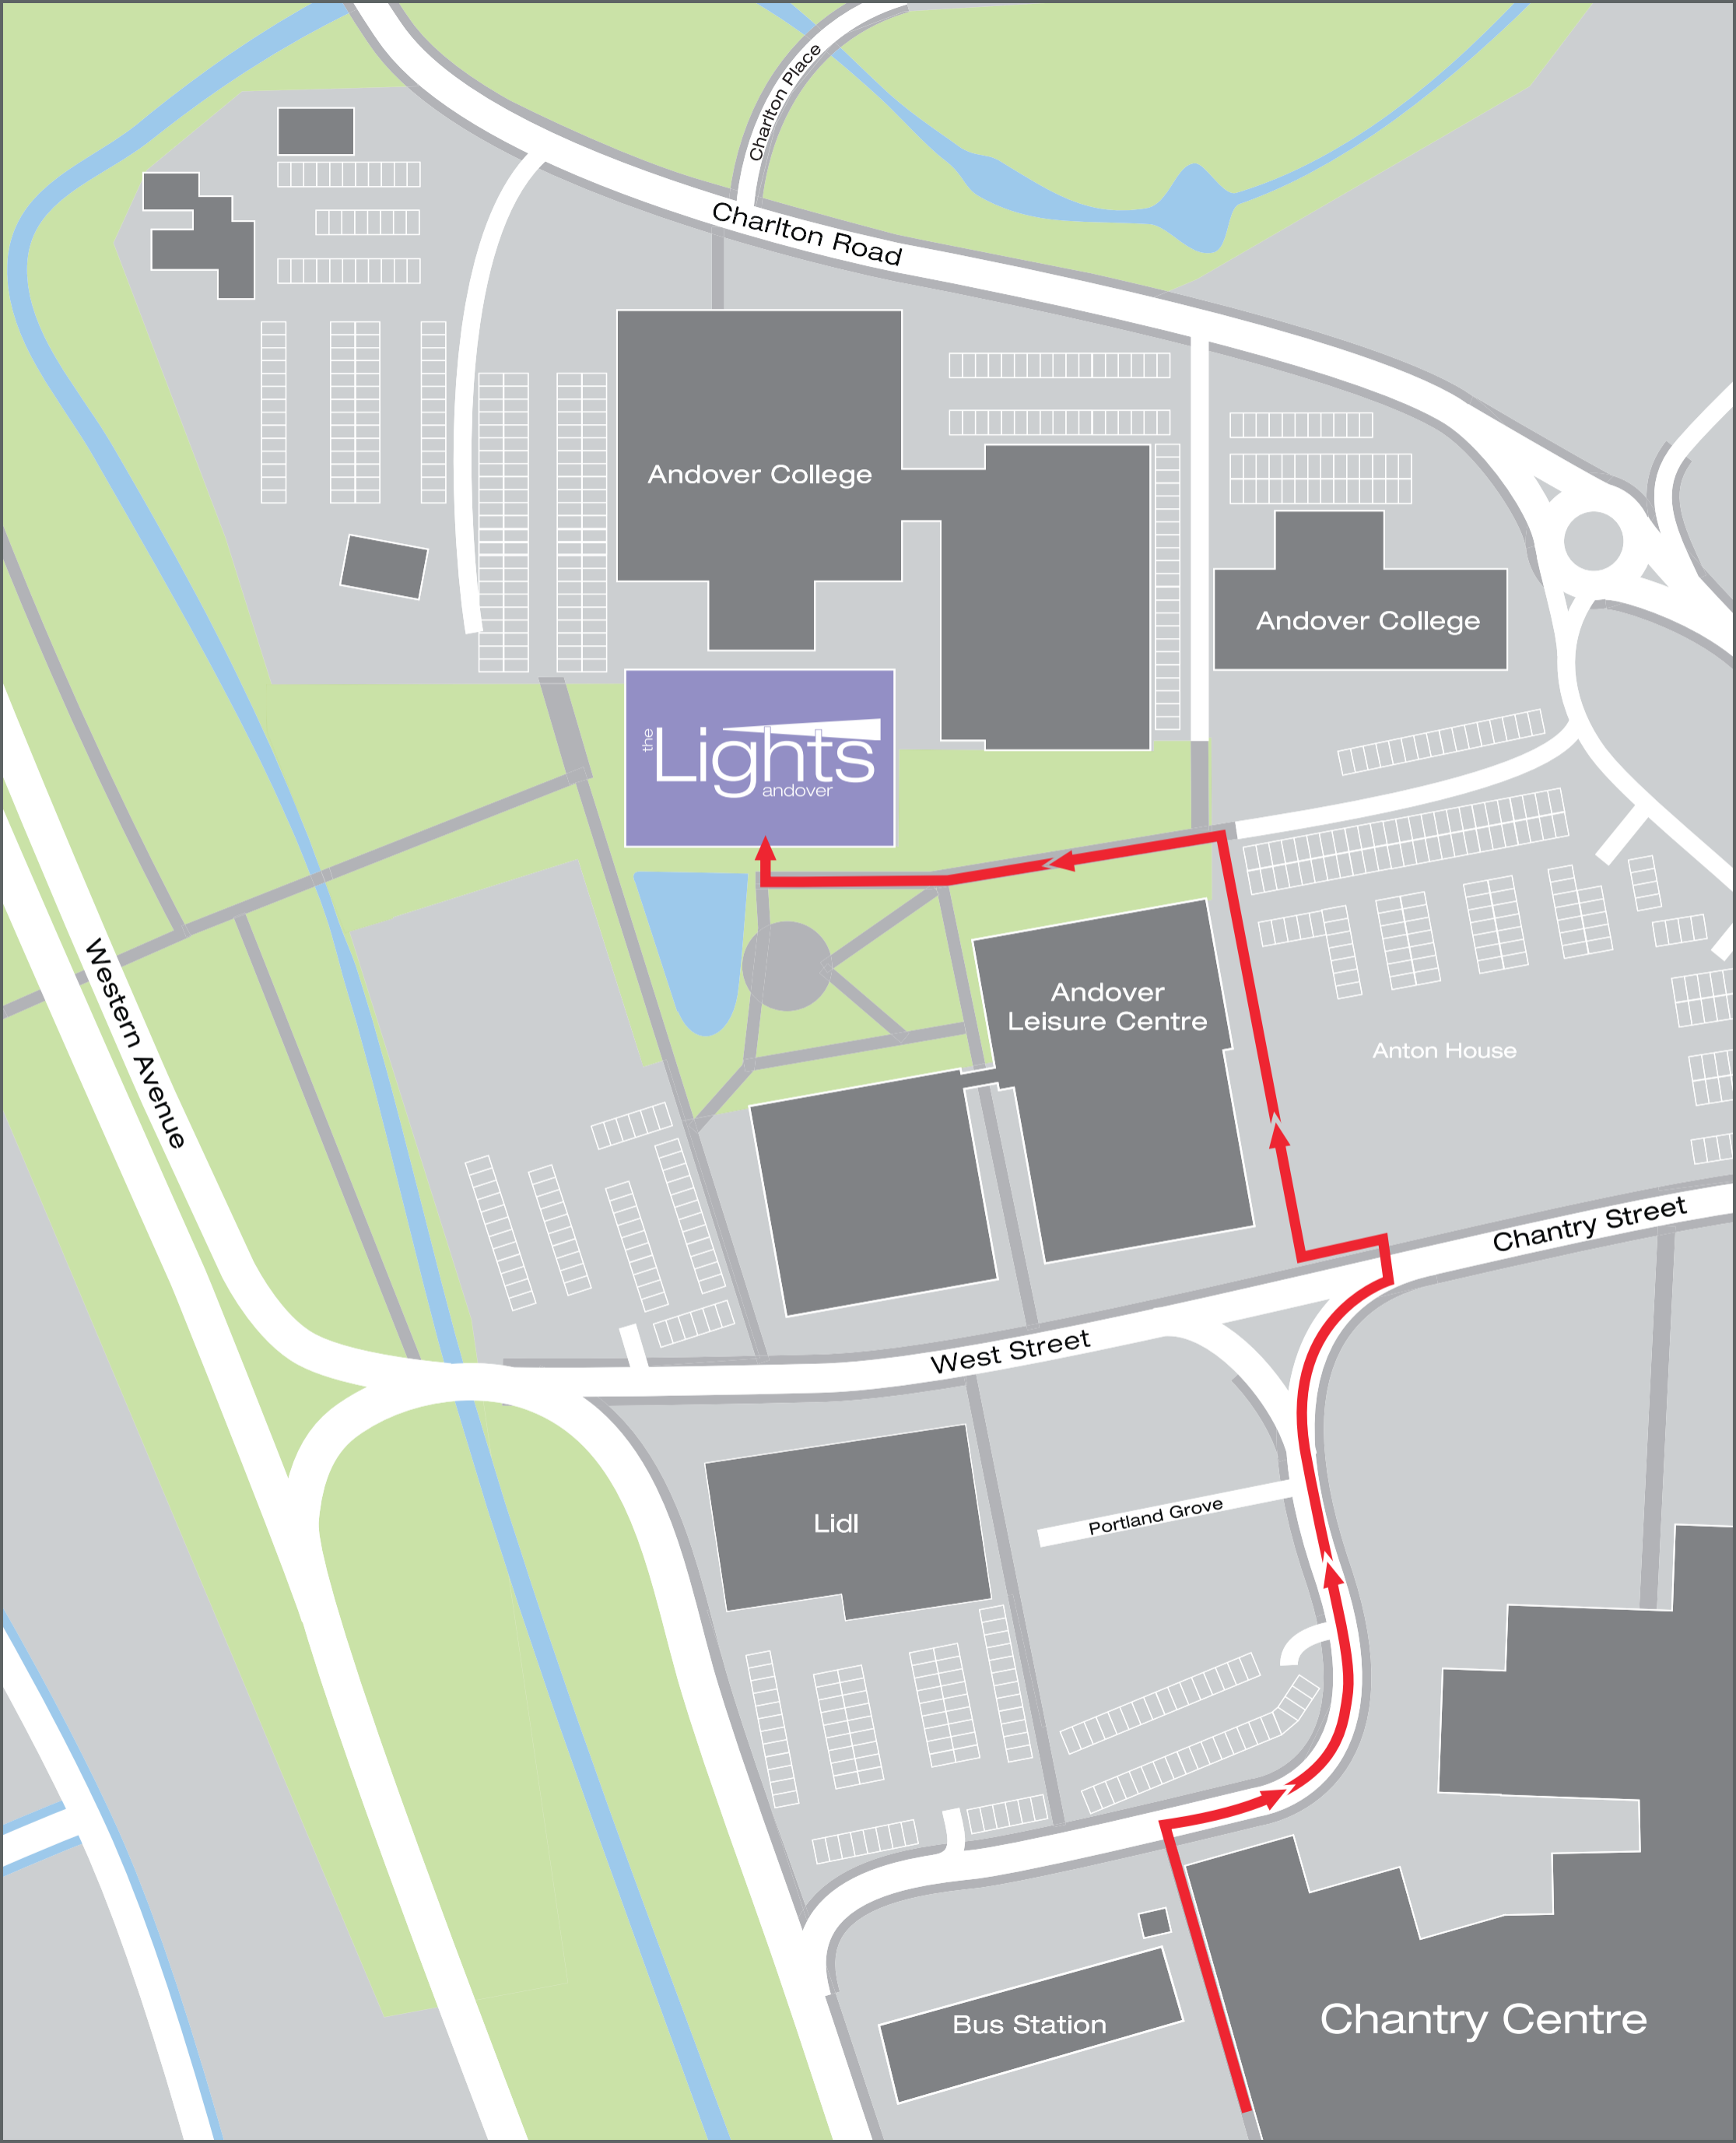 Charlton Place
Charlton Road
Andover College
Andover College
the
Lights
andover
Andover
Leisure Centre
Anton House
Western Avenue
Chantry Street
West Street
Portland Grove
Lidl
Bus Station
Chantry Centre